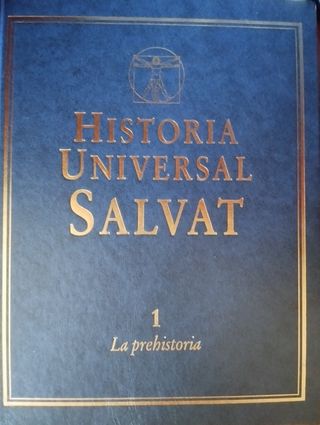 HISTORIA
UNIVERSAL
SALVAT
1
La prehistoria